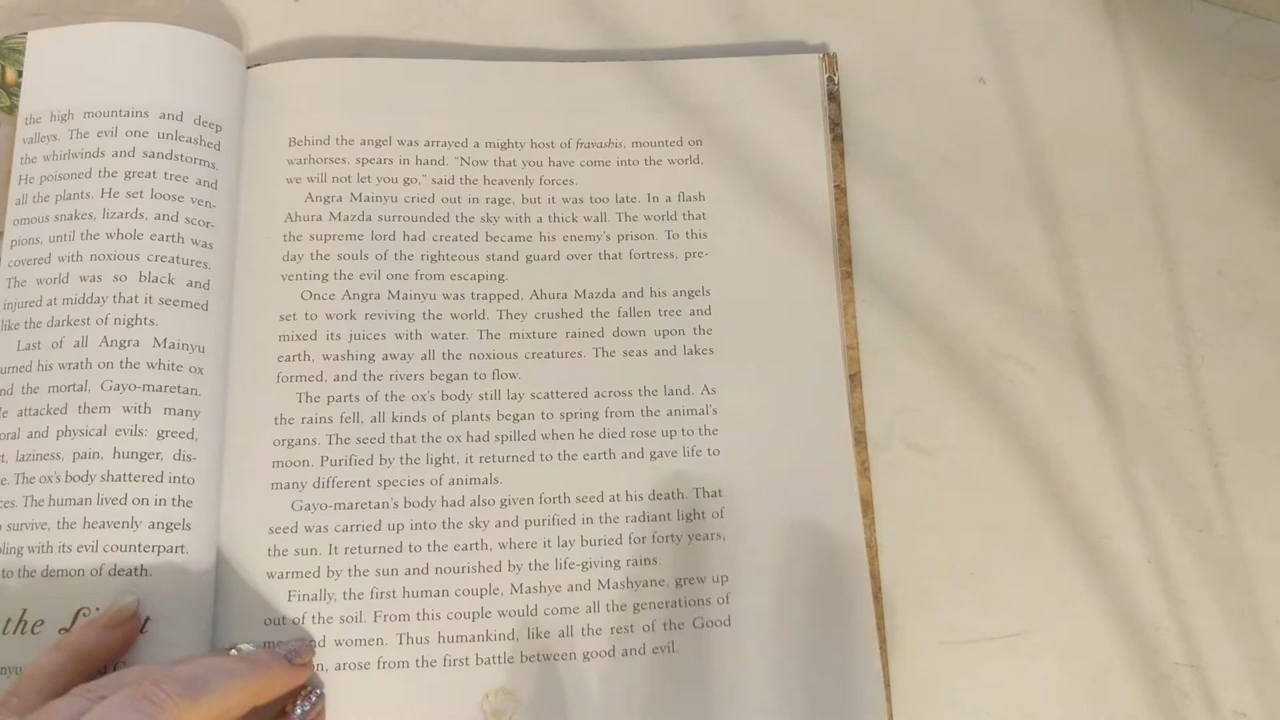 the high mountains and deep
valleys. The evil one unleashed
the whirlwinds and sandstorms.
He poisoned the great tree and
all the plants. He set loose ven-
omous snakes, lizards, and scor-
pions, until the whole earth was
covered with noxious creatures.
The world was so black and
injured at midday that it seemed
like the darkest of nights.
Last of all Angra Mainyu
urned his wrath on the white ox
nd the mortal, Gayo-maretan.
e attacked them with many
oral and physical evils: greed,
t, laziness, pain, hunger, dis-
e. The ox's body shattered into
ces. The human lived on in the
survive, the heavenly angels
ling with its evil counterpart.
to the demon of death.
the
Behind the angel was arrayed a mighty host of fravashis, mounted on
warhorses, spears in hand. "Now that you have come into the world,
we will not let you go," said the heavenly forces.
Angra Mainyu cried out in rage, but it was too late. In a flash
Ahura Mazda surrounded the sky with a thick wall. The world that
the supreme lord had created became his enemy's prison. To this
day the souls of the righteous stand guard over that fortress, pre-
venting the evil one from escaping.
Once Angra Mainyu was trapped, Ahura Mazda and his angels
set to work reviving the world. They crushed the fallen tree and
mixed its juices with water. The mixture rained down upon the
earth, washing away all the noxious creatures. The seas and lakes
formed, and the rivers began to flow.
The parts of the ox's body still lay scattered across the land. As
the rains fell, all kinds of plants began to spring from the animal's
organs. The seed that the ox had spilled when he died rose up to the
moon. Purified by the light, it returned to the earth and gave life to
many different species of animals.
Gayo-maretan's body had also given forth seed at his death. That
seed was carried up into the sky and purified in the radiant light of
the sun. It returned to the earth, where it lay buried for forty years,
warmed by the sun and nourished by the life-giving rains.
Finally, the first human couple, Mashye and Mashyane, grew up
out of the soil. From this couple would come all the generations of
women. Thus humankind, like all the rest of the Good
arose from the first battle between good and evil.